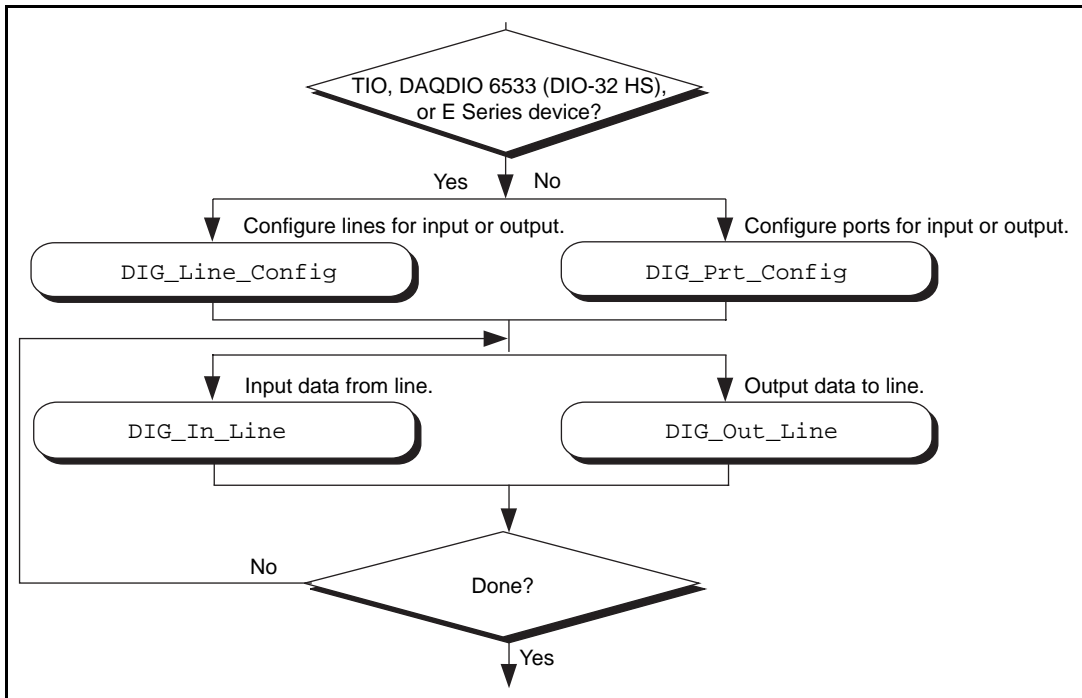 TIO, DAQDIO 6533 (DIO-32 HS),
or E Series device?
Yes
No
Configure lines for input or output.
Configure ports for input or output.
DIG_Line_Config
DIG_Prt_Config
Input data from line.
Output data to line.
DIG_In_Line
DIG_Out_Line
No
Done?
Yes